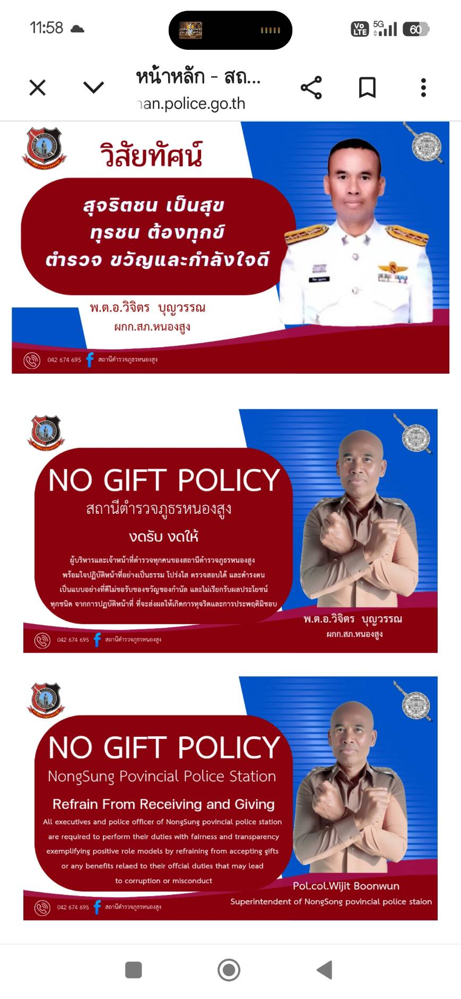 11:58
Vo LTE 5G 60
หน้าหลัก - สถ...
nan.police.go.th
วิสัยทัศน์
สุจริตชน เป็นสุข
ทุรชน ต้องทุกข์
ตำรวจ ขวัญและกำลังใจดี
พ.ต.อ.วิจิตร บุญวรรณ
ผกก.สภ.หนองสูง
042 674 695 f สถานีตำรวจภูธรหนองสูง
NO GIFT POLICY
สถานีตำรวจภูธรหนองสูง
งดรับ งดให้
ผู้บริหารและเจ้าหน้าที่ตำรวจทุกคนของสถานีตำรวจภูธรหนองสูง
พร้อมใจปฏิบัติหน้าที่อย่างเป็นธรรม โปร่งใส ตรวจสอบได้ และดำรงตน
เป็นแบบอย่างที่ดีไม่ขอรับของขวัญของกำนัล และไม่เรียกรับผลประโยชน์
ทุกชนิด จากการปฏบัติหน้าที่ ที่จะส่งผลให้เกิดการทุจริตและการประพฤติมิชอบ
พ.ต.อ.วิจิตร บุญวรรณ
ผกก.สภ.หนองสูง
042 674 695 f สถานีตำรวจภูธรหนองสูง
NO GIFT POLICY
NongSung Povincial Police Station
Refrain From Receiving and Giving
All executives and police officer of NongSung povincial police station
are required to perform their duties with fairness and transparency
exemplifying positive role models by refraining from accepting gifts
or any benefits relaed to their offcial duties that may lead
to corruption or misconduct
Pol.col.Wijit Boonwun
Superintendent of NongSong povincial police staion
042 674 695 f สถานีตำรวจภูธรหนองสูง